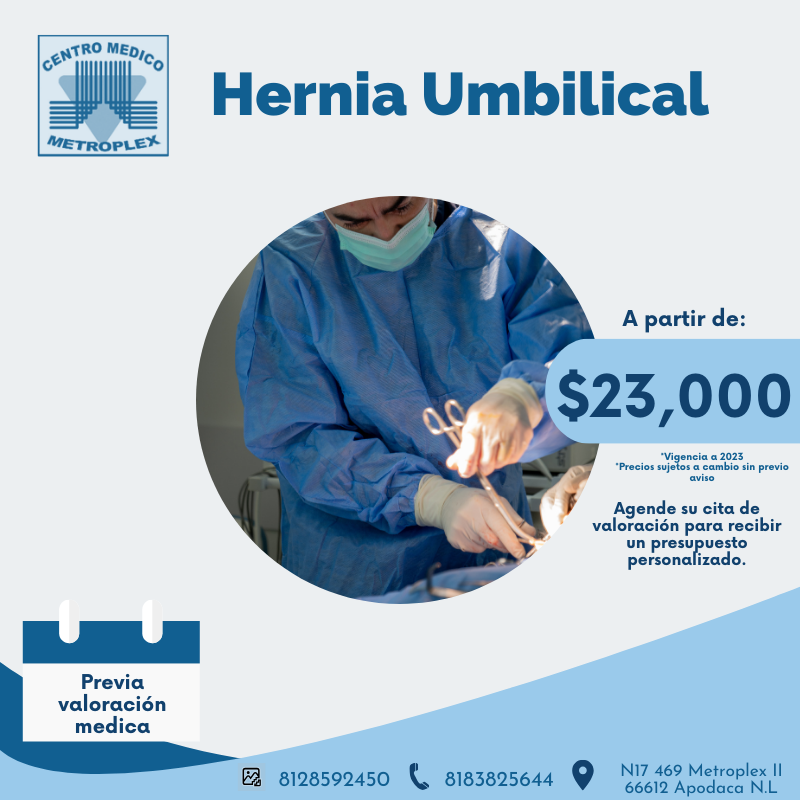 CENTRO MEDICO
METROPLEX
Hernia Umbilical
A partir de:
$23,000
*Vigencia a 2023
*Precios sujetos a cambio sin previo
aviso
Agende su cita de
valoración para recibir
un presupuesto
personalizado.
Previa
valoración
medica
8128592450
8183825644
N17 469 Metroplex II
66612 Apodaca N.L